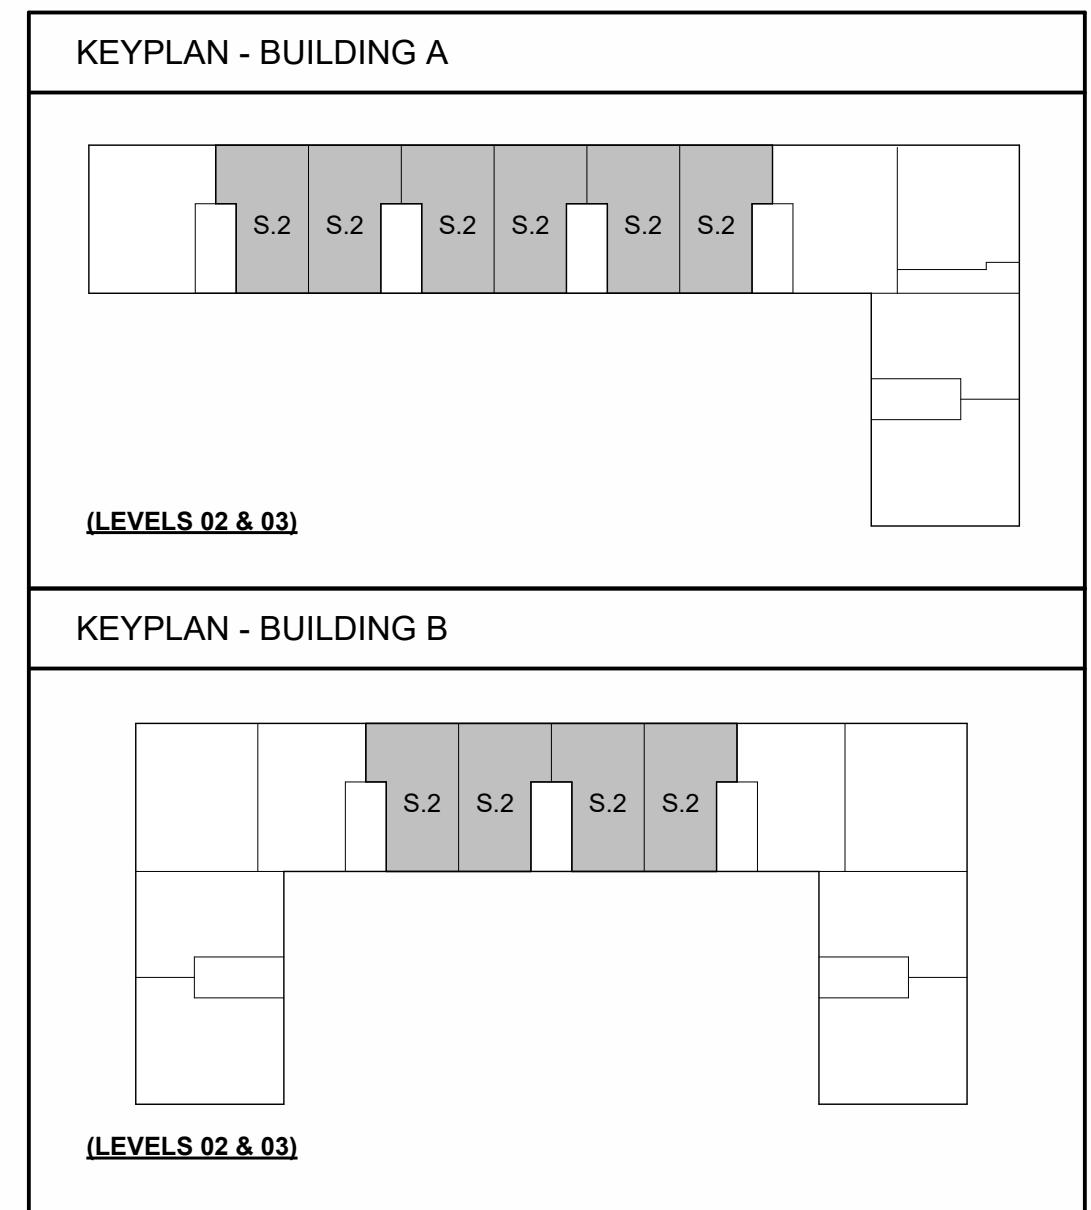 KEYPLAN - BUILDING A
S.2 S.2 S.2 S.2 S.2 S.2
(LEVELS 02 & 03)
KEYPLAN - BUILDING B
S.2 S.2 S.2 S.2
(LEVELS 02 & 03)